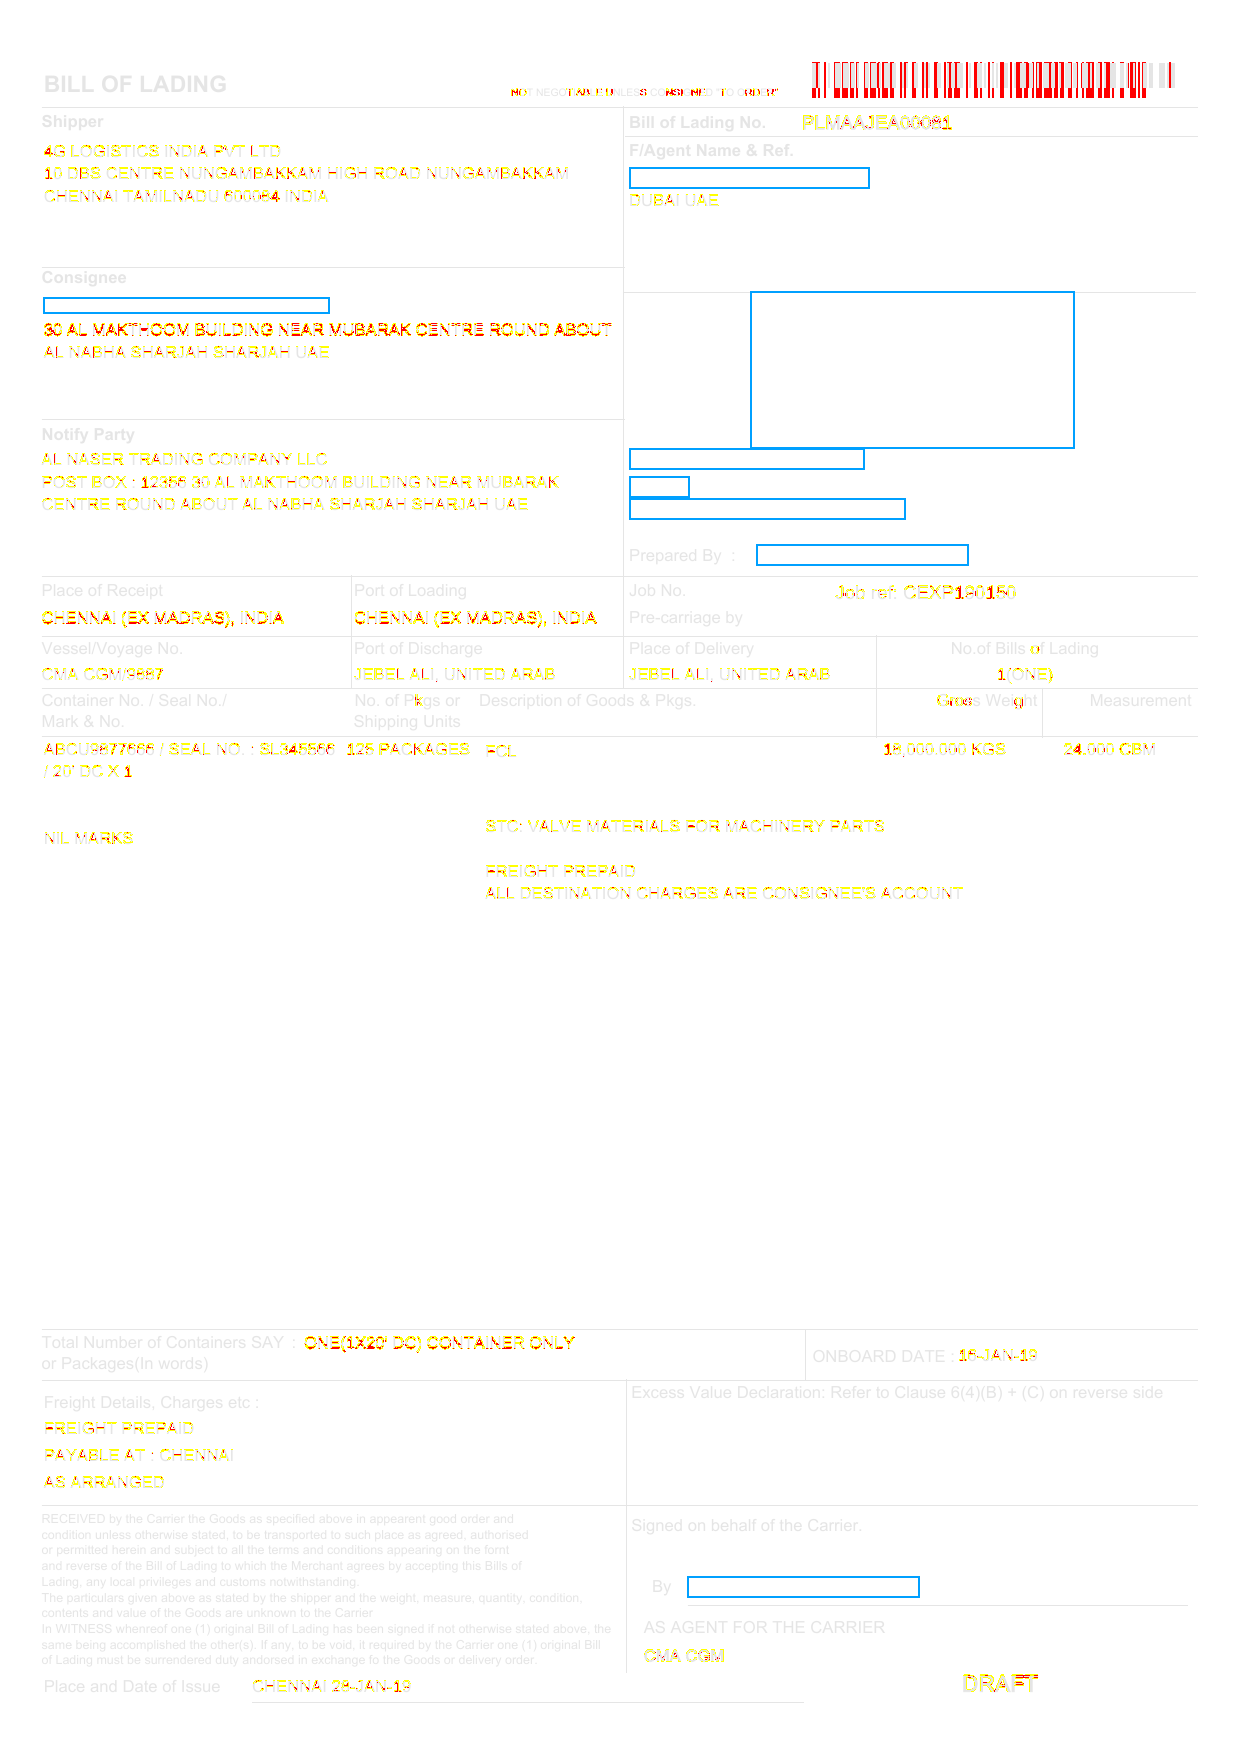 BILL OF LADING
NOT NEGOTIABLE UNLESS CONSIGNED "TO ORDER"
Shipper
Bill of Lading No. PLMAAJEA00081
4G LOGISTICS INDIA PVT LTD
F/Agent Name & Ref.
10 DBS CENTRE NUNGAMBAKKAM HIGH ROAD NUNGAMBAKKAM
CHENNAI TAMILNADU 600084 INDIA
DUBAI UAE
Consignee
30 AL MAKTHOOM BUILDING NEAR MUBARAK CENTRE ROUND ABOUT
AL NABHA SHARJAH SHARJAH UAE
Notify Party
AL NASER TRADING COMPANY LLC
POST BOX : 12356 30 AL MAKTHOOM BUILDING NEAR MUBARAK
CENTRE ROUND ABOUT AL NABHA SHARJAH SHARJAH UAE
Prepared By :
Place of Receipt Port of Loading Job No. Job ref: CEXP190150
CHENNAI (EX MADRAS), INDIA CHENNAI (EX MADRAS), INDIA Pre-carriage by
Vessel/Voyage No. Port of Discharge Place of Delivery No.of Bills of Lading
CMA CGM/9887 JEBEL ALI, UNITED ARAB JEBEL ALI, UNITED ARAB 1(ONE)
Container No. / Seal No./ No. of Pkgs or Description of Goods & Pkgs. Gross Weight Measurement
Mark & No. Shipping Units
/ SEAL NO. : 125 PACKAGES FCL 18,000.000 KGS 24.000 CBM
/ 20' DC X 1
STC: VALVE MATERIALS FOR MACHINERY PARTS
NIL MARKS
FREIGHT PREPAID
ALL DESTINATION CHARGES ARE CONSIGNEE'S ACCOUNT
Total Number of Containers SAY : ONE(1X20' DC) CONTAINER ONLY
or Packages(In words)
ONBOARD DATE : 16-JAN-19
Freight Details, Charges etc :
Excess Value Declaration: Refer to Clause 6(4)(B) + (C) on reverse side
FREIGHT PREPAID
PAYABLE AT : CHENNAI
AS ARRANGED
RECEIVED by the Carrier the Goods as specified above in appearent good order and
condition unless otherwise stated, to be transported to such place as agreed, authorised
or permitted herein and subject to all the terms and conditions appearing on the fornt
and reverse of the Bill of Lading to which the Merchant agrees by accepting this Bills of
Lading, any local privileges and customs notwithstanding.
The particulars given above as stated by the shipper and the weight, measure, quantity, condition,
contents and value of the Goods are unknown to the Carrier
In WITNESS whenreof one (1) original Bill of Lading has been signed if not otherwise stated above, the
same being accomplished the other(s). If any, to be void, it required by the Carrier one (1) original Bill
of Lading must be surrendered duty andorsed in exchange fo the Goods or delivery order.
Signed on behalf of the Carrier.
By
AS AGENT FOR THE CARRIER
CMA CGM
Place and Date of Issue CHENNAI 28-JAN-19
DRAFT